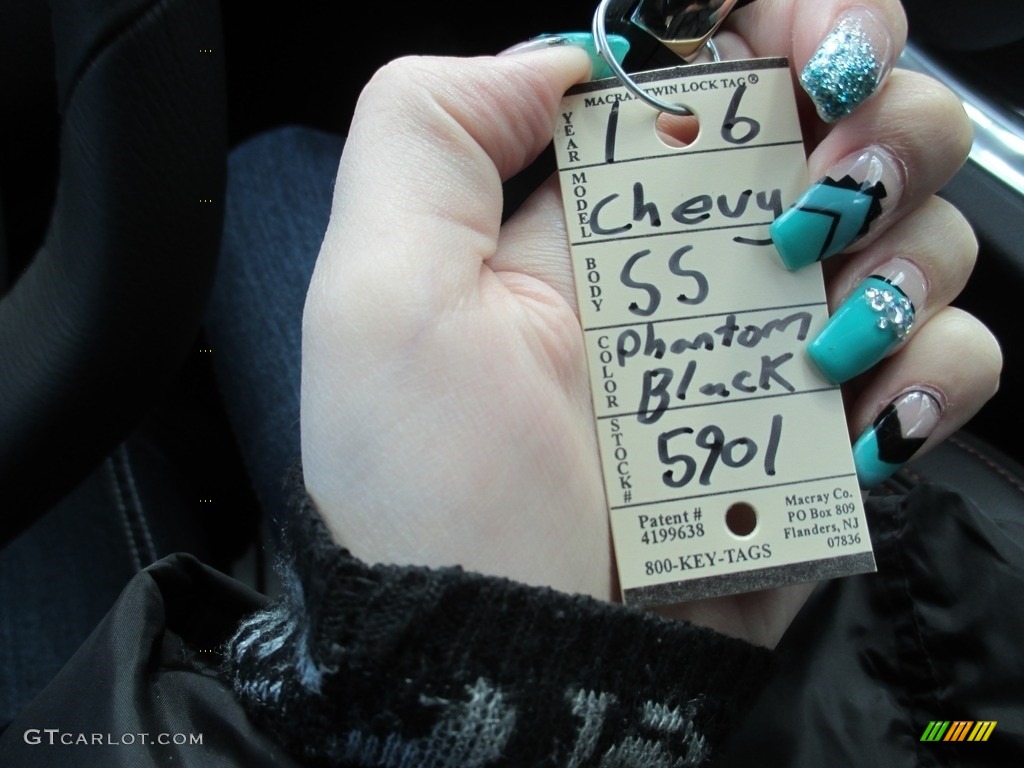 MACRAY TWIN LOCK TAG®
YEAR 1 6
MODEL Chevy
BODY SS
COLOR Phantom
Black
STOCK# 5901
Patent #
4199638
Macray Co.
PO Box 809
Flanders, NJ
07836
800-KEY-TAGS
GTCARLOT.COM